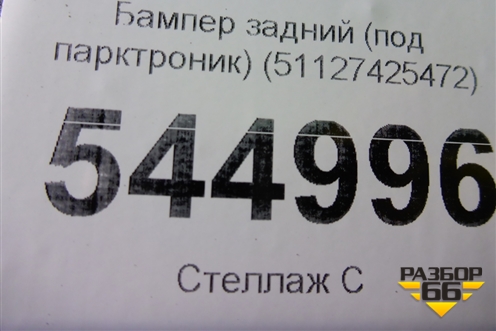 Бампер задний (под
парктроник) (51127425472)
544996
Стеллаж С
РАЗБОР
66